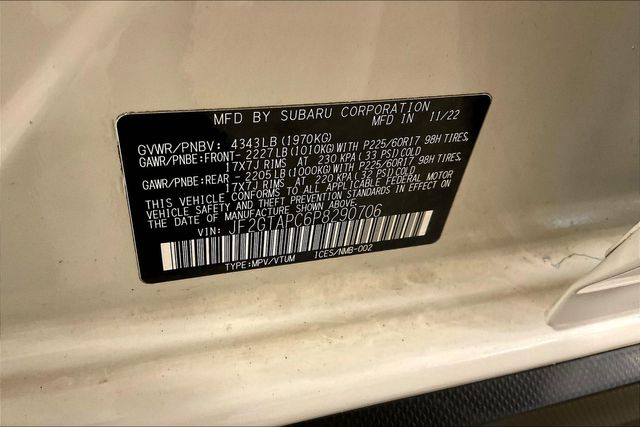 MFD BY SUBARU CORPORATION
MFD IN 11/22
GVWR/PNBV: 4343LB(1970KG)
GAWR/PNBE:FRONT- 2227LB(1010KG)WITH P225/60R17 98H TIRES,
17X7J RIMS AT 230 KPA(33 PSI)COLD
GAWR/PNBE:REAR - 2205LB(1000KG)WITH P225/60R17 98H TIRES,
17X7J RIMS AT 220 KPA(32 PSI)COLD
THIS VEHICLE CONFORMS TO ALL APPLICABLE FEDERAL MOTOR
VEHICLE SAFETY AND THEFT PREVENTION STANDARDS IN EFFECT ON
THE DATE OF MANUFACTURE SHOWN ABOVE.
VIN: JF2GTAPC6P8290706
TYPE:MPV/VTUM ICES/NMB-002